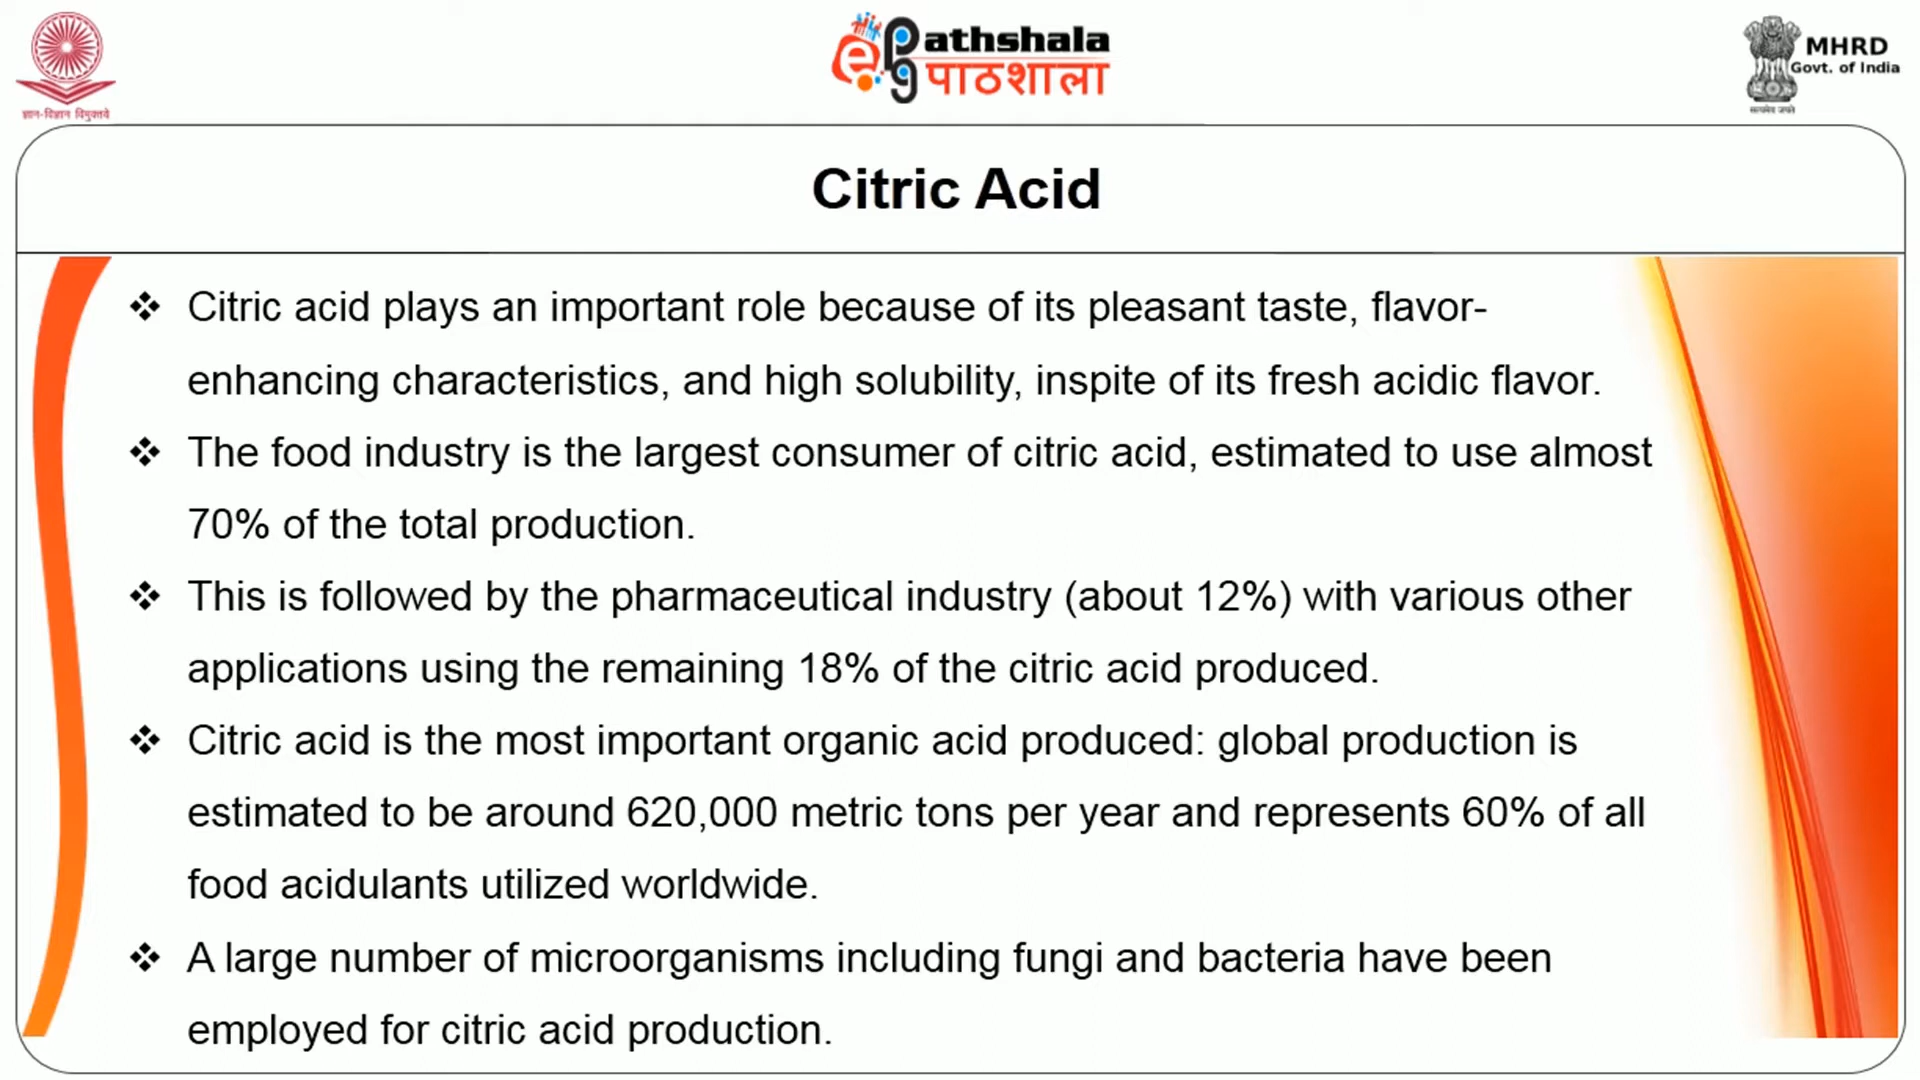 ज्ञान-विज्ञान विमुक्तये
e Pg athshala
पाठशाला
MHRD
Govt. of India
सत्यमेव जयते
Citric Acid
❖ Citric acid plays an important role because of its pleasant taste, flavor-
enhancing characteristics, and high solubility, inspite of its fresh acidic flavor.
❖ The food industry is the largest consumer of citric acid, estimated to use almost
70% of the total production.
❖ This is followed by the pharmaceutical industry (about 12%) with various other
applications using the remaining 18% of the citric acid produced.
❖ Citric acid is the most important organic acid produced: global production is
estimated to be around 620,000 metric tons per year and represents 60% of all
food acidulants utilized worldwide.
❖ A large number of microorganisms including fungi and bacteria have been
employed for citric acid production.